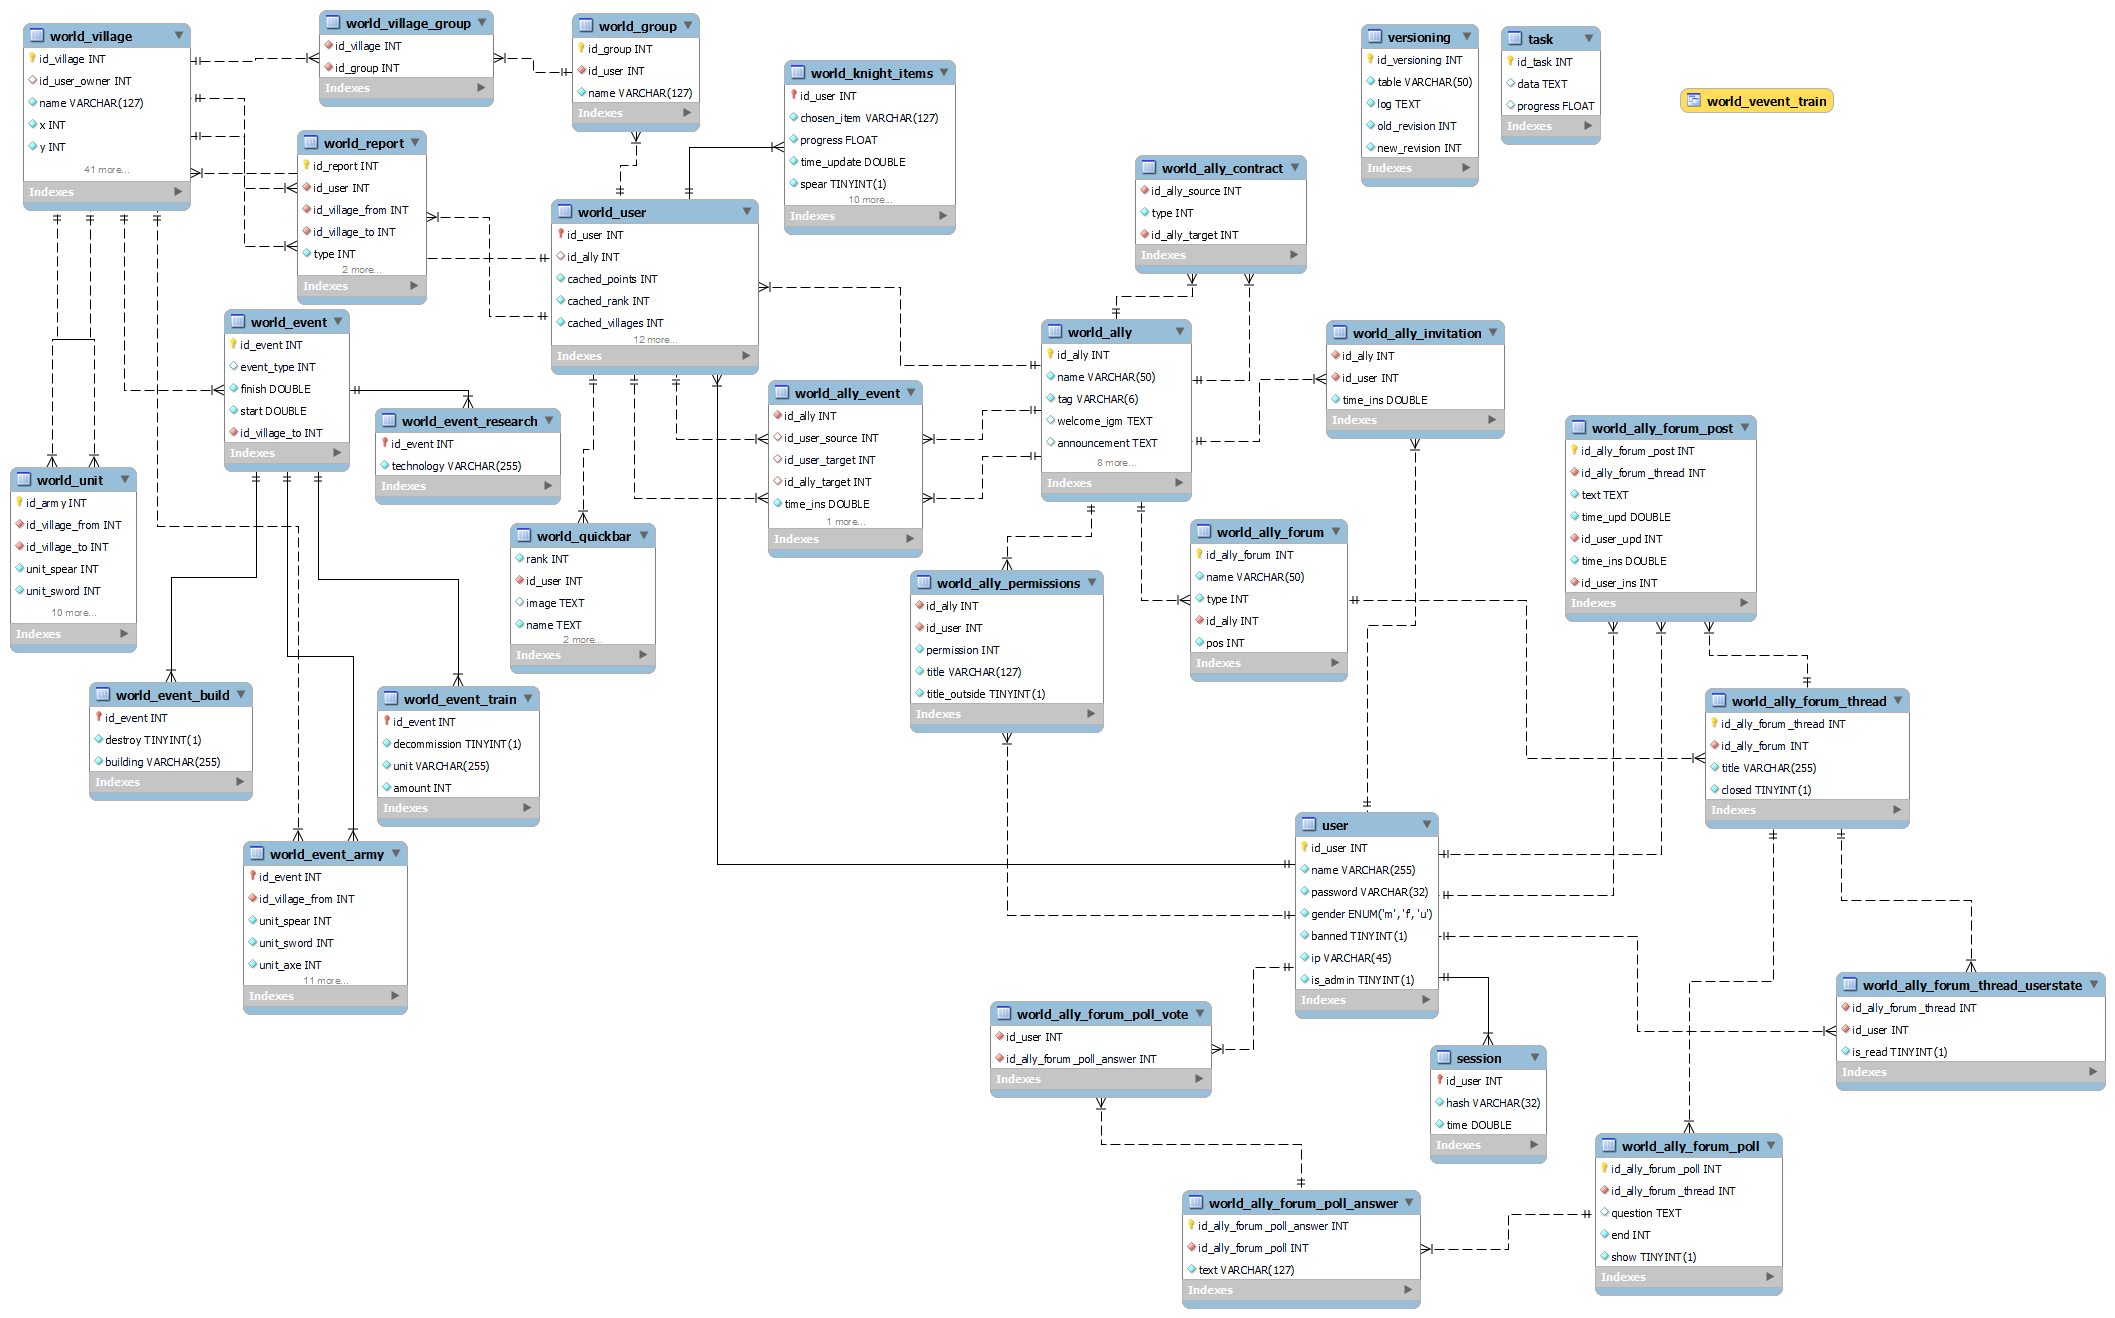 world_village
id_village INT
id_user_owner INT
name VARCHAR(127)
x INT
y INT
41 more...
Indexes
world_village_group
id_village INT
id_group INT
Indexes
world_group
id_group INT
id_user INT
name VARCHAR(127)
Indexes
world_knight_items
id_user INT
chosen_item VARCHAR(127)
progress FLOAT
time_update DOUBLE
spear TINYINT(1)
10 more...
Indexes
versioning
id_versioning INT
table VARCHAR(50)
log TEXT
old_revision INT
new_revision INT
Indexes
task
id_task INT
data TEXT
progress FLOAT
Indexes
world_vevent_train
world_report
id_report INT
id_user INT
id_village_from INT
id_village_to INT
type INT
2 more...
Indexes
world_user
id_user INT
id_ally INT
cached_points INT
cached_rank INT
cached_villages INT
12 more...
Indexes
world_ally_contract
id_ally_source INT
type INT
id_ally_target INT
Indexes
world_event
id_event INT
event_type INT
finish DOUBLE
start DOUBLE
id_village_to INT
Indexes
world_event_research
id_event INT
technology VARCHAR(255)
Indexes
world_ally_event
id_ally INT
id_user_source INT
id_user_target INT
id_ally_target INT
time_ins DOUBLE
1 more...
Indexes
world_ally
id_ally INT
name VARCHAR(50)
tag VARCHAR(6)
welcome_igm TEXT
announcement TEXT
8 more...
Indexes
world_ally_invitation
id_ally INT
id_user INT
time_ins DOUBLE
Indexes
world_ally_forum_post
id_ally_forum_post INT
id_ally_forum_thread INT
text TEXT
time_upd DOUBLE
id_user_upd INT
time_ins DOUBLE
id_user_ins INT
Indexes
world_unit
id_army INT
id_village_from INT
id_village_to INT
unit_spear INT
unit_sword INT
10 more...
Indexes
world_quickbar
rank INT
id_user INT
image TEXT
name TEXT
2 more...
Indexes
world_ally_permissions
id_ally INT
id_user INT
permission INT
title VARCHAR(127)
title_outside TINYINT(1)
Indexes
world_ally_forum
id_ally_forum INT
name VARCHAR(50)
type INT
id_ally INT
pos INT
Indexes
world_event_build
id_event INT
destroy TINYINT(1)
building VARCHAR(255)
Indexes
world_event_train
id_event INT
decommission TINYINT(1)
unit VARCHAR(255)
amount INT
Indexes
world_ally_forum_thread
id_ally_forum_thread INT
id_ally_forum INT
title VARCHAR(255)
closed TINYINT(1)
Indexes
world_event_army
id_event INT
id_village_from INT
unit_spear INT
unit_sword INT
unit_axe INT
11 more...
Indexes
user
id_user INT
name VARCHAR(255)
password VARCHAR(32)
gender ENUM('m','f','u')
banned TINYINT(1)
ip VARCHAR(45)
is_admin TINYINT(1)
Indexes
world_ally_forum_thread_userstate
id_ally_forum_thread INT
id_user INT
is_read TINYINT(1)
Indexes
world_ally_forum_poll_vote
id_user INT
id_ally_forum_poll_answer INT
Indexes
session
id_user INT
hash VARCHAR(32)
time DOUBLE
Indexes
world_ally_forum_poll
id_ally_forum_poll INT
id_ally_forum_thread INT
question TEXT
end INT
show TINYINT(1)
Indexes
world_ally_forum_poll_answer
id_ally_forum_poll_answer INT
id_ally_forum_poll INT
text VARCHAR(127)
Indexes